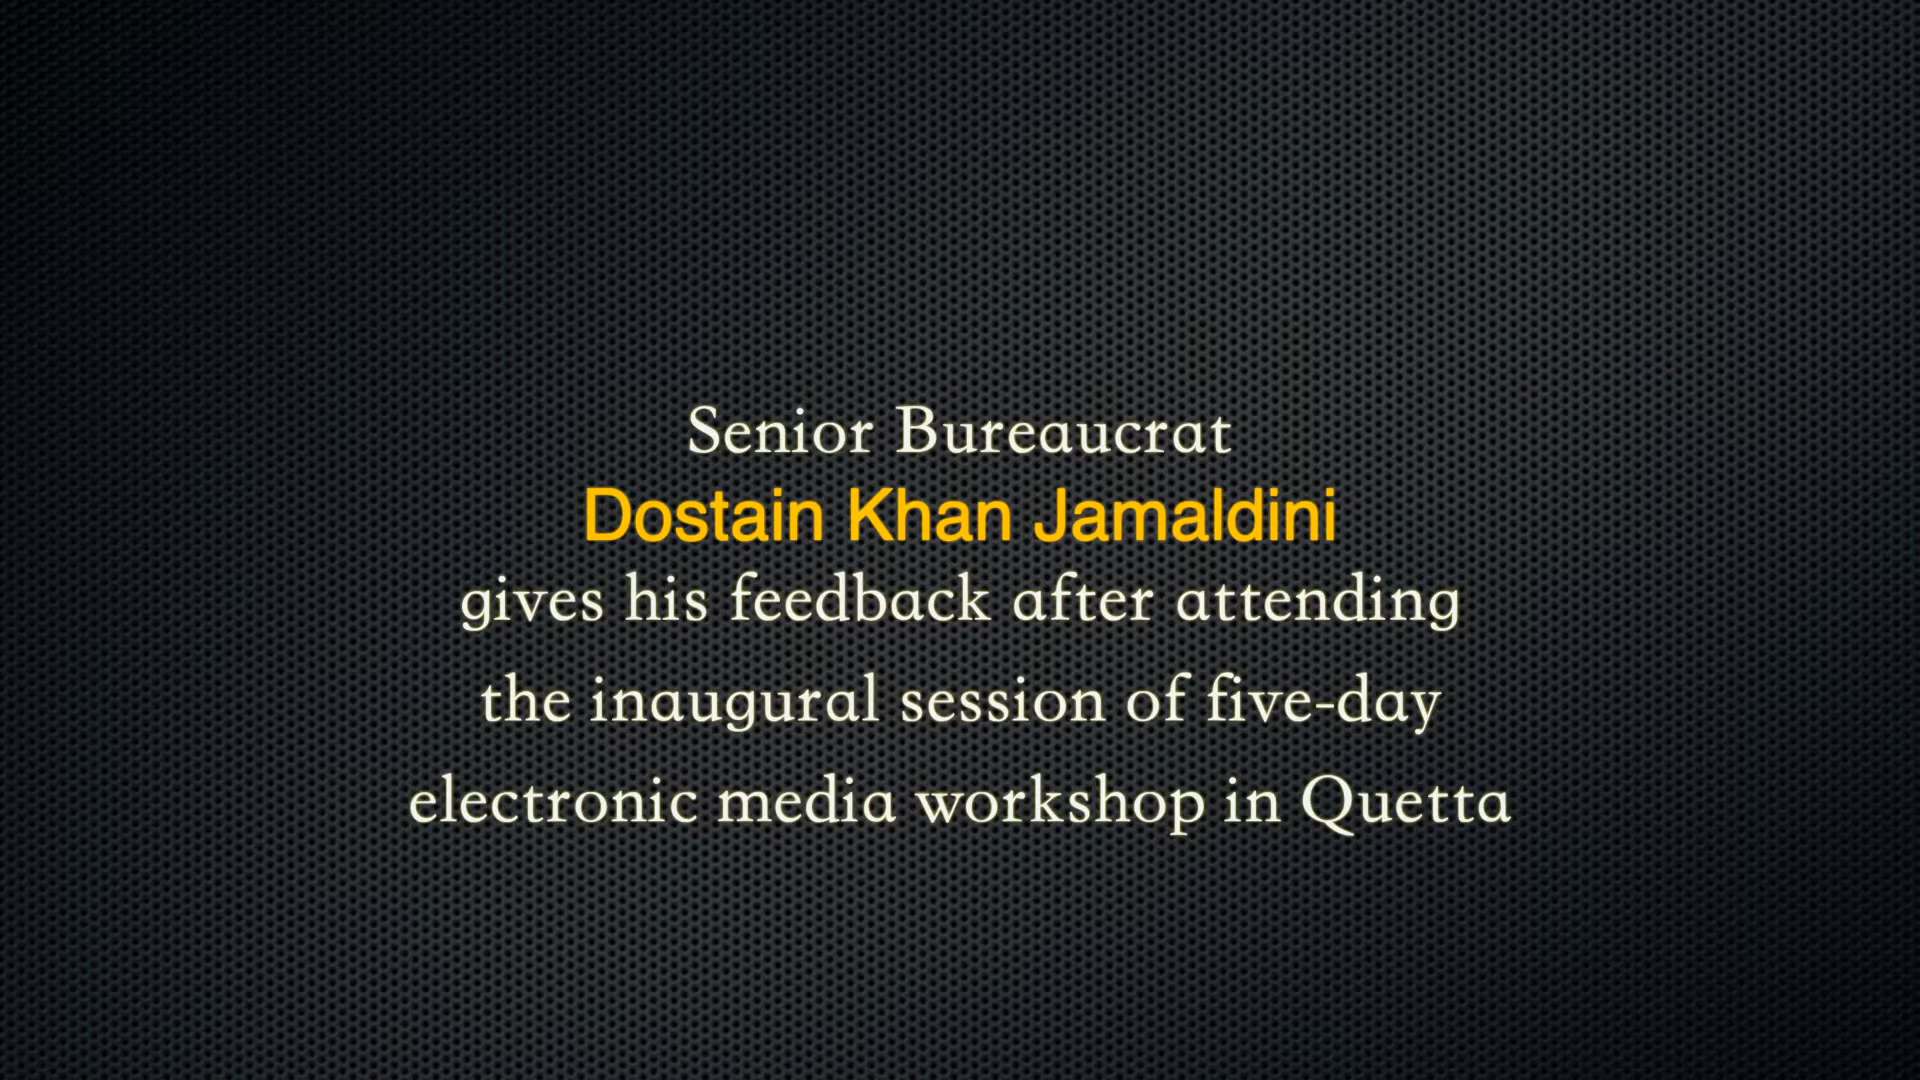 Senior Bureaucrat
Dostain Khan Jamaldini
gives his feedback after attending
the inaugural session of five-day
electronic media workshop in Quetta